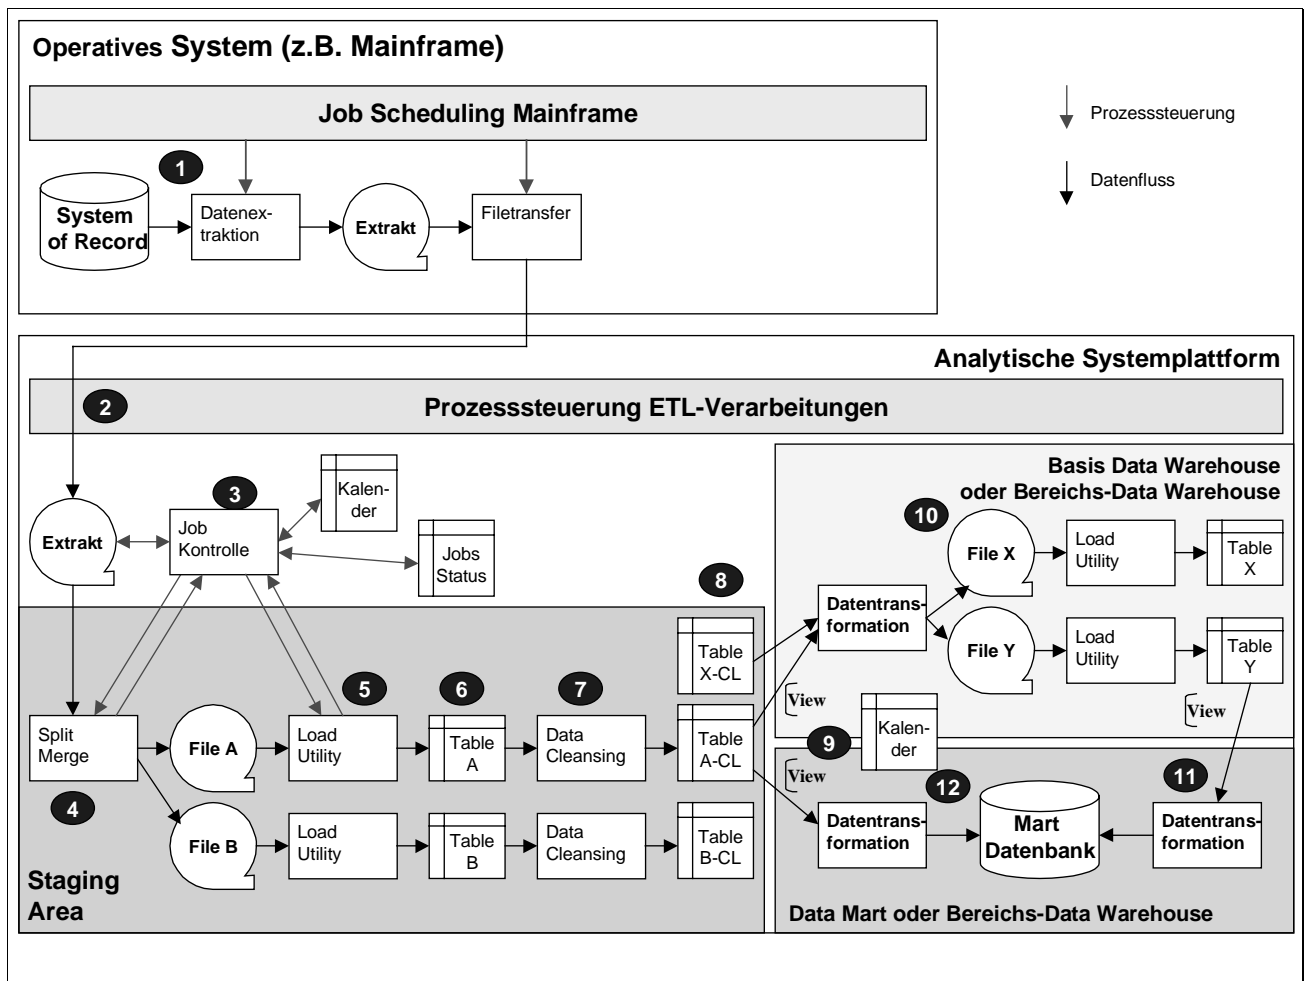 Operatives System (z.B. Mainframe)
Job Scheduling Mainframe
Prozesssteuerung
Datenfluss
1
System
of Record
Datenex-
traktion
Extrakt
Filetransfer
Analytische Systemplattform
2
Prozesssteuerung ETL-Verarbeitungen
Basis Data Warehouse
oder Bereichs-Data Warehouse
3
Kalen-
der
Extrakt
Job
Kontrolle
Jobs
Status
10
File X
Load
Utility
Table
X
8
Datentrans-
formation
File Y
Load
Utility
Table
Y
Table
X-CL
View
View
5
6
7
Split
Merge
File A
Load
Utility
Table
A
Data
Cleansing
Table
A-CL
9
Kalen-
der
View
4
12
11
File B
Load
Utility
Table
B
Data
Cleansing
Table
B-CL
Datentrans-
formation
Mart
Datenbank
Datentrans-
formation
Staging
Area
Data Mart oder Bereichs-Data Warehouse